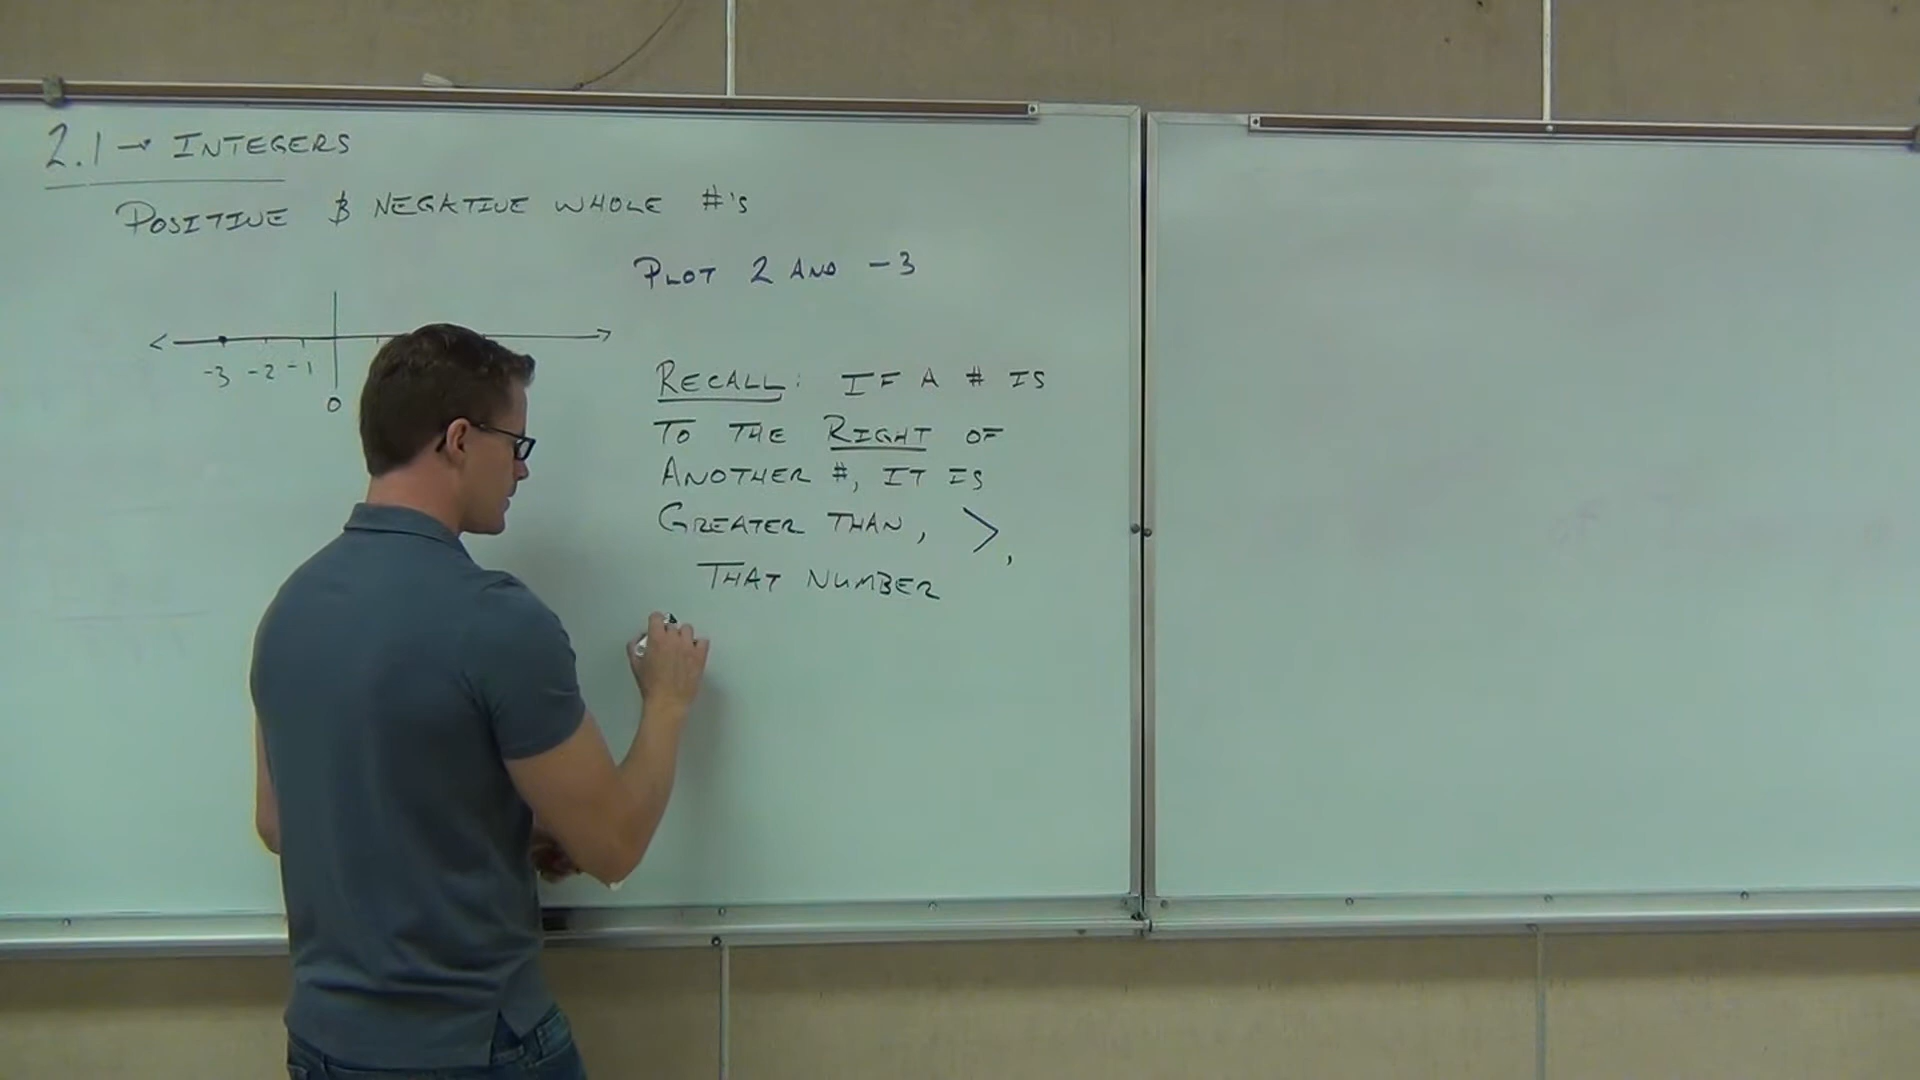 2.1 → INTEGERS
POSITIVE & NEGATIVE WHOLE #'S
PLOT 2 AND -3
-3 -2 -1
0
RECALL: IF A # IS
TO THE RIGHT OF
ANOTHER #, IT IS
GREATER THAN, >,
THAT NUMBER